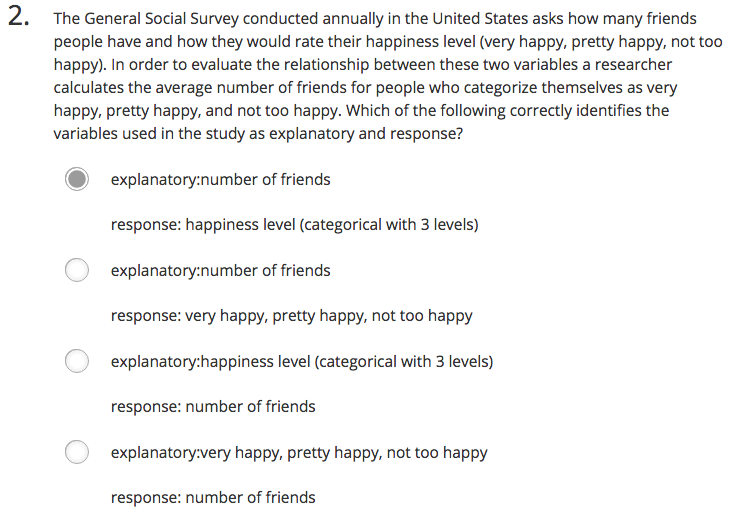 2. The General Social Survey conducted annually in the United States asks how many friends
people have and how they would rate their happiness level (very happy, pretty happy, not too
happy). In order to evaluate the relationship between these two variables a researcher
calculates the average number of friends for people who categorize themselves as very
happy, pretty happy, and not too happy. Which of the following correctly identifies the
variables used in the study as explanatory and response?
explanatory:number of friends
response: happiness level (categorical with 3 levels)
explanatory:number of friends
response: very happy, pretty happy, not too happy
explanatory:happiness level (categorical with 3 levels)
response: number of friends
explanatory:very happy, pretty happy, not too happy
response: number of friends